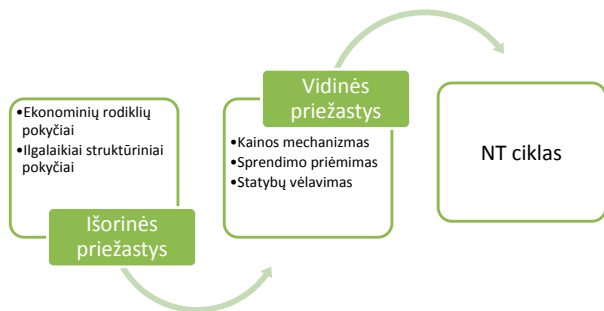 •Ekonominių rodiklių
pokyčiai
•Ilgalaikiai struktūriniai
pokyčiai
Išorinės
priežastys
Vidinės
priežastys
•Kainos mechanizmas
•Sprendimo priėmimas
•Statybų vėlavimas
NT ciklas